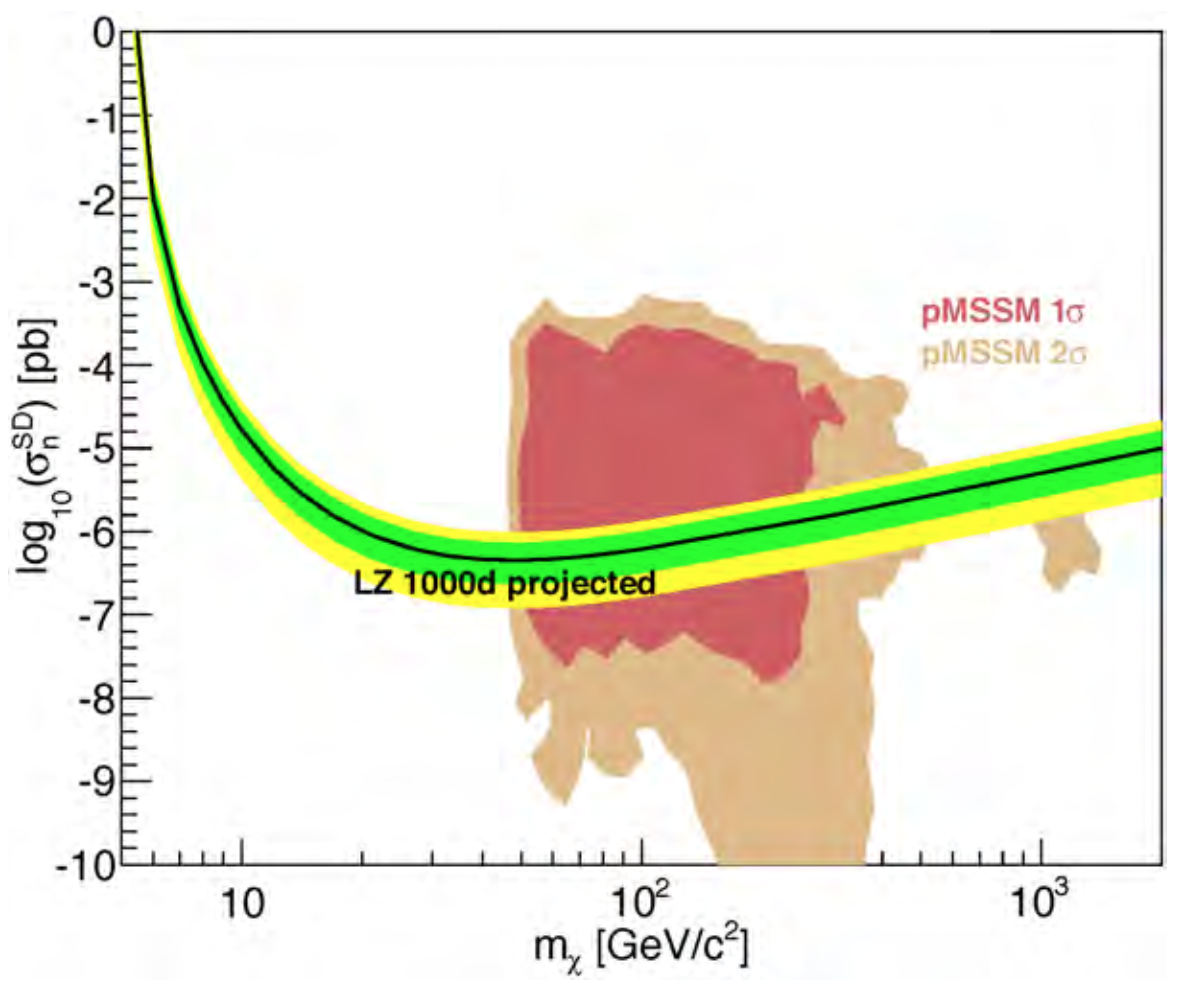 0
-1
-2
-3
-4
-5
-6
-7
-8
-9
-10
log₁₀(σₙˢᴰ) [pb]
pMSSM 1σ
pMSSM 2σ
LZ 1000d projected
10
10²
10³
mᵪ [GeV/c²]